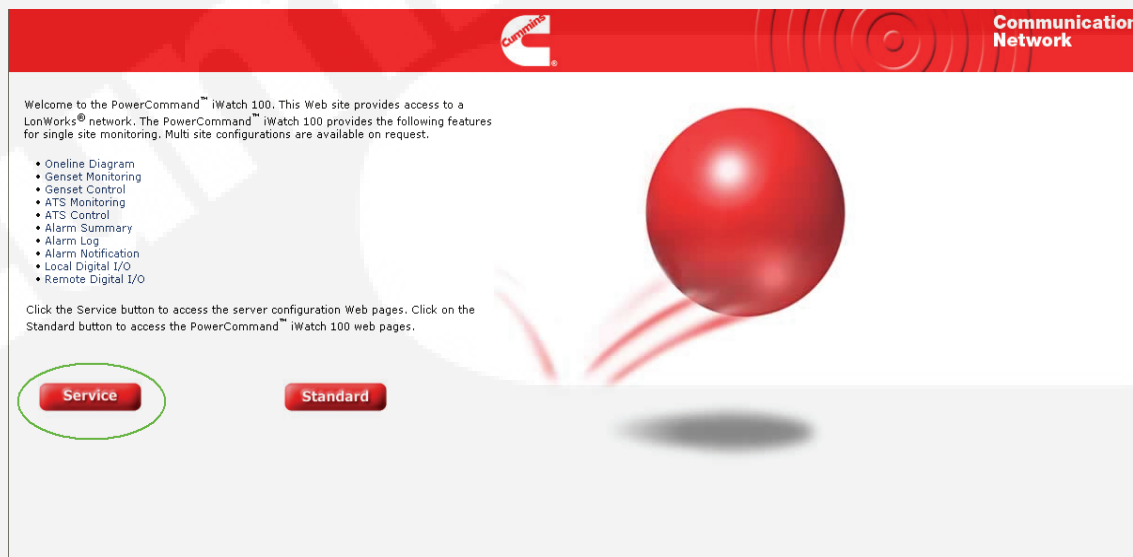 Cummins
®
Communication
Network
Welcome to the PowerCommand™ iWatch 100. This Web site provides access to a
LonWorks® network. The PowerCommand™ iWatch 100 provides the following features
for single site monitoring. Multi site configurations are available on request.
• Oneline Diagram
• Genset Monitoring
• Genset Control
• ATS Monitoring
• ATS Control
• Alarm Summary
• Alarm Log
• Alarm Notification
• Local Digital I/O
• Remote Digital I/O
Click the Service button to access the server configuration Web pages. Click on the
Standard button to access the PowerCommand™ iWatch 100 web pages.
Service
Standard